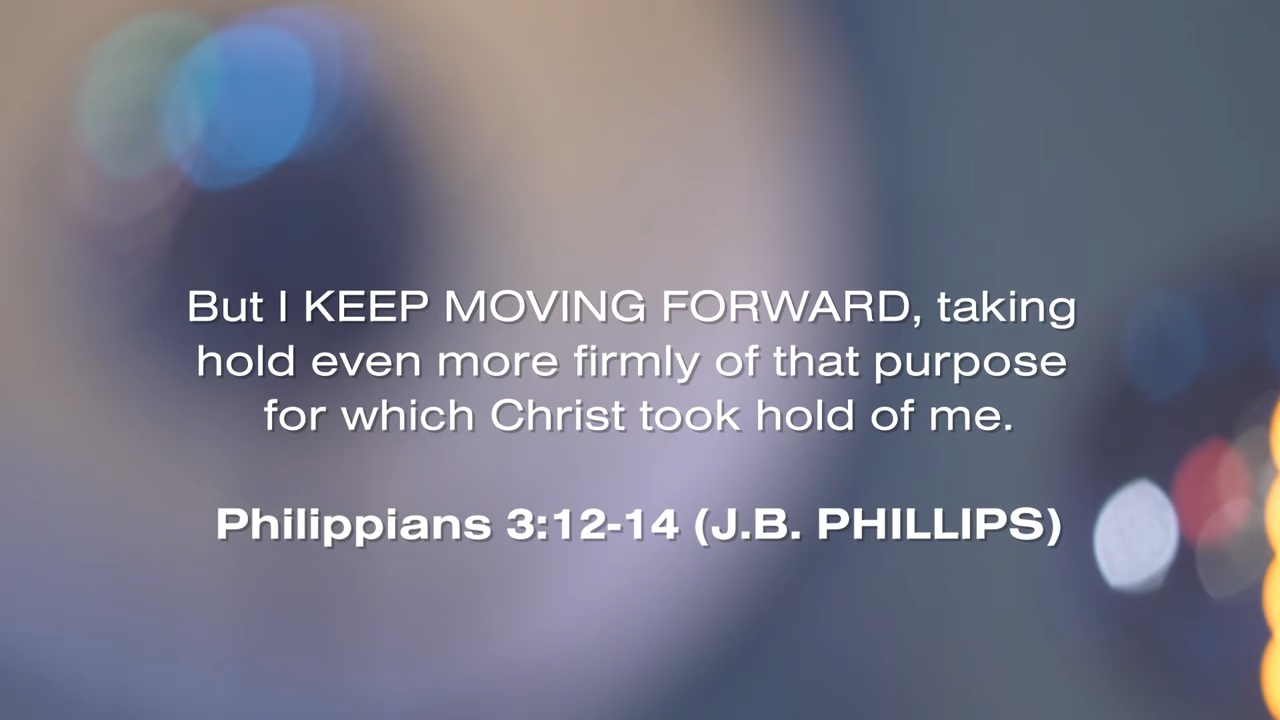 But I KEEP MOVING FORWARD, taking
hold even more firmly of that purpose
for which Christ took hold of me.
Philippians 3:12-14 (J.B. PHILLIPS)